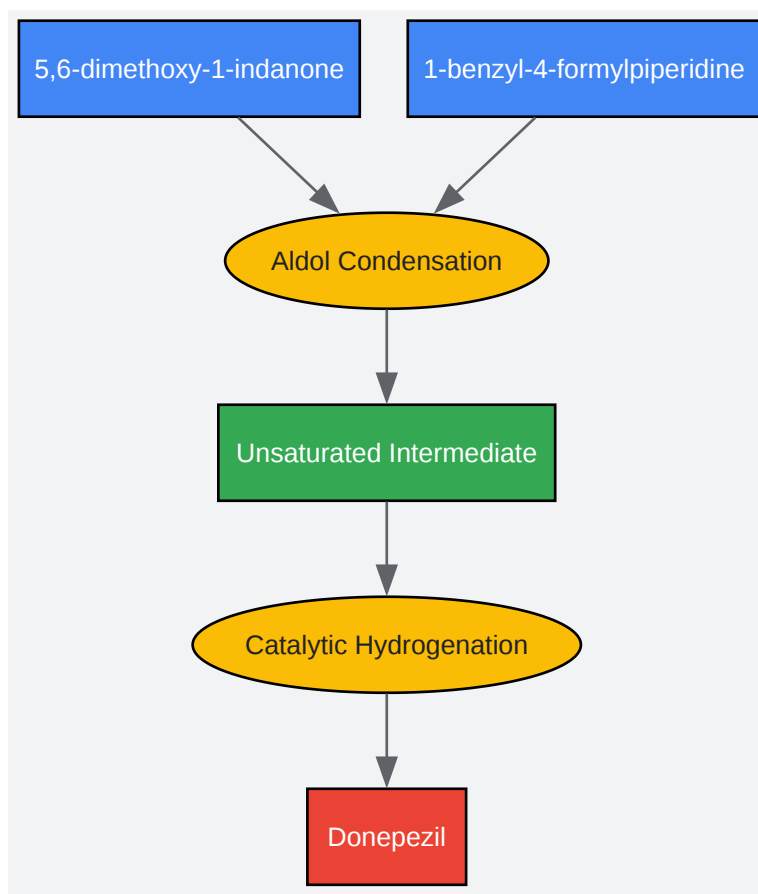 5,6-dimethoxy-1-indanone
1-benzyl-4-formylpiperidine
Aldol Condensation
Unsaturated Intermediate
Catalytic Hydrogenation
Donepezil